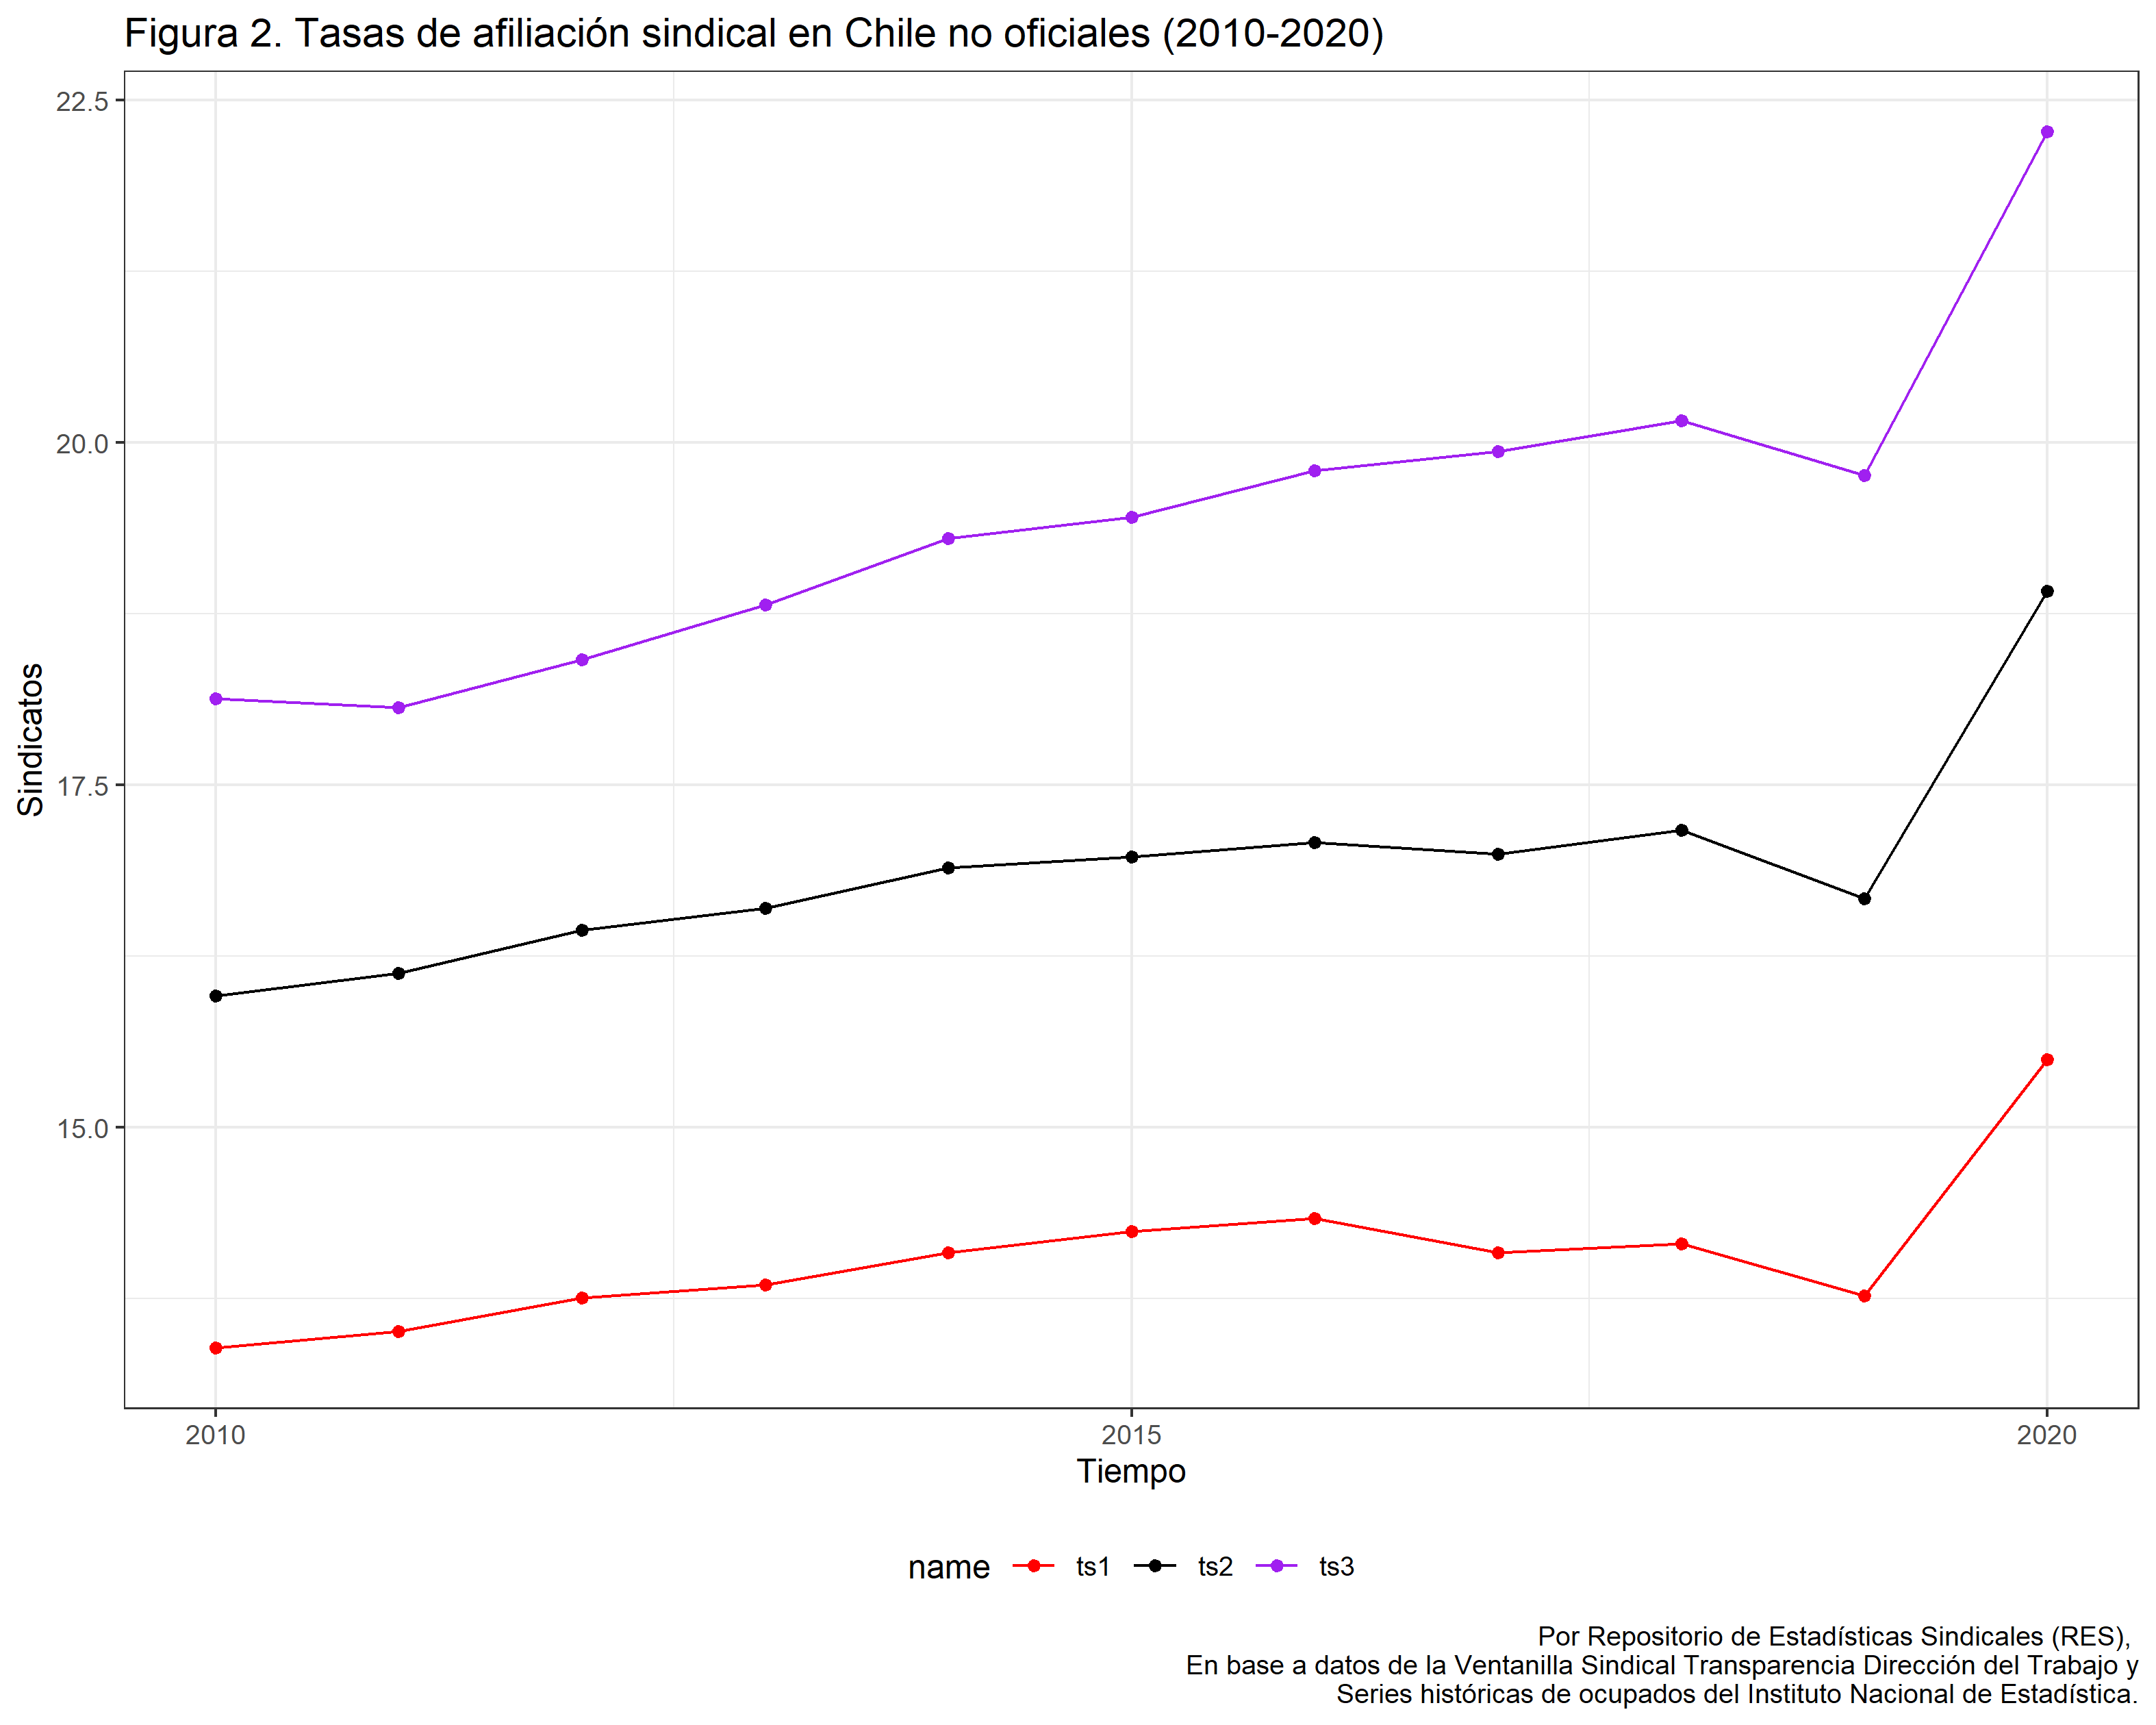 Figura 2. Tasas de afiliación sindical en Chile no oficiales (2010-2020)
22.5
20.0
17.5
15.0
Sindicatos
2010 2015 2020
Tiempo
name ts1 ts2 ts3
Por Repositorio de Estadísticas Sindicales (RES),
En base a datos de la Ventanilla Sindical Transparencia Dirección del Trabajo y
Series históricas de ocupados del Instituto Nacional de Estadística.